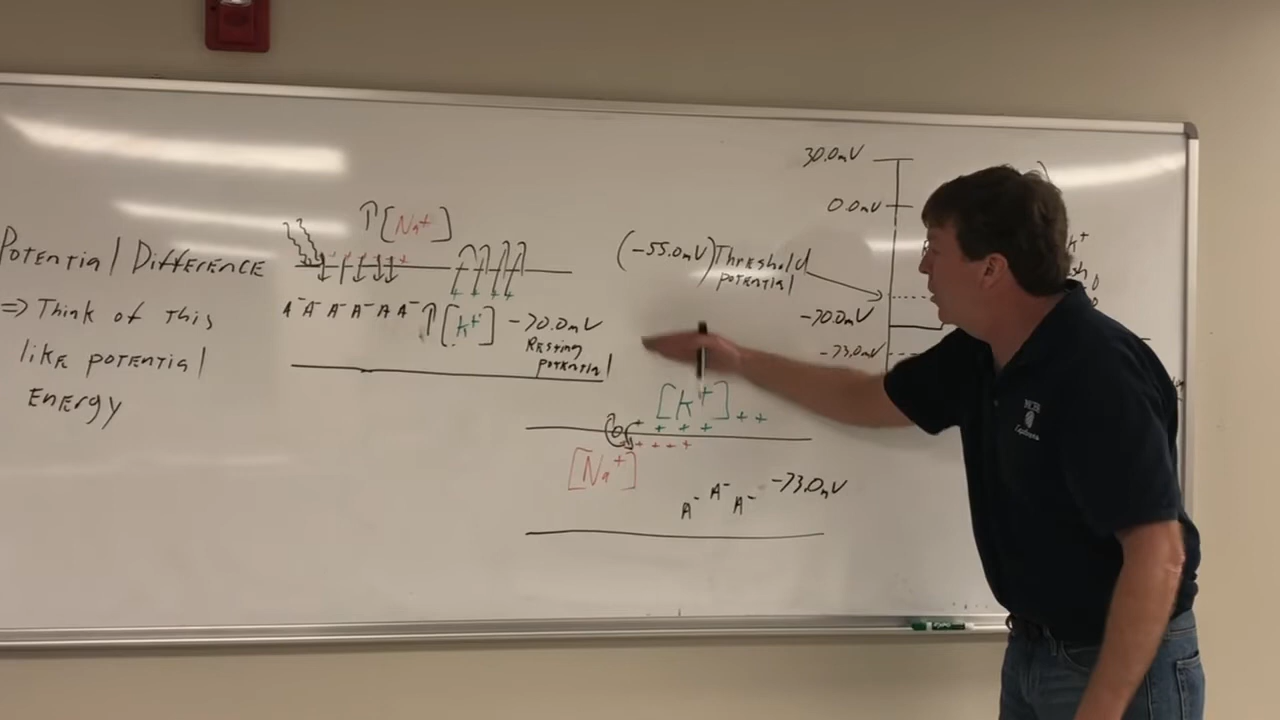 Potential Difference
=> Think of this
like potential
Energy
↑[Na+]
A- A- A- A- A A- ↑[K+]
-70.0mV
Resting
potential
(-55.0mV) Threshold
potential
30.0mV
0.0mV
-70.0mV
-73.0mV
[K+] ++
+ + + +
+ + + +
[Na+]
A- A- A-
-73.0mV
K+
EXPO